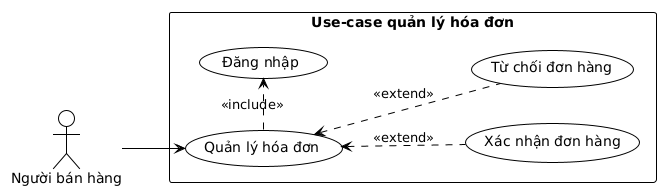 Use-case quản lý hóa đơn
Đăng nhập
Từ chối đơn hàng
«extend»
«include»
«extend»
Xác nhận đơn hàng
Quản lý hóa đơn
Người bán hàng